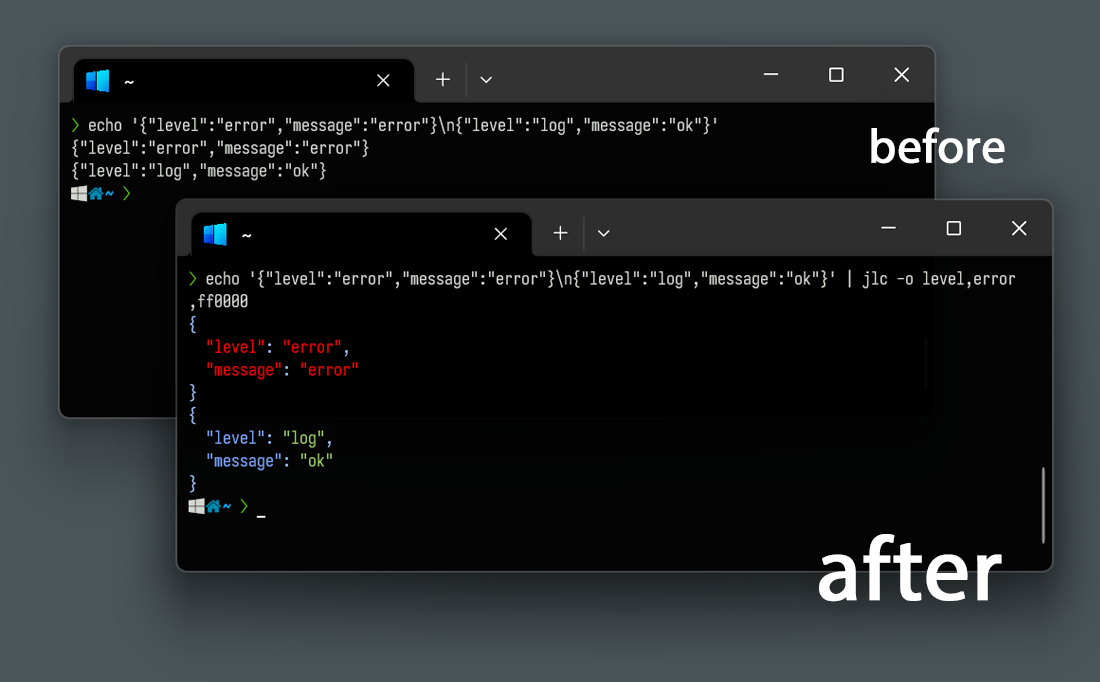 ~
❯ echo '{"level":"error","message":"error"}\n{"level":"log","message":"ok"}'
{"level":"error","message":"error"}
{"level":"log","message":"ok"}
~ ❯
before
~
❯ echo '{"level":"error","message":"error"}\n{"level":"log","message":"ok"}' | jlc -o level,error
,ff0000
{
  "level": "error",
  "message": "error"
}
{
  "level": "log",
  "message": "ok"
}
~ ❯ _
after